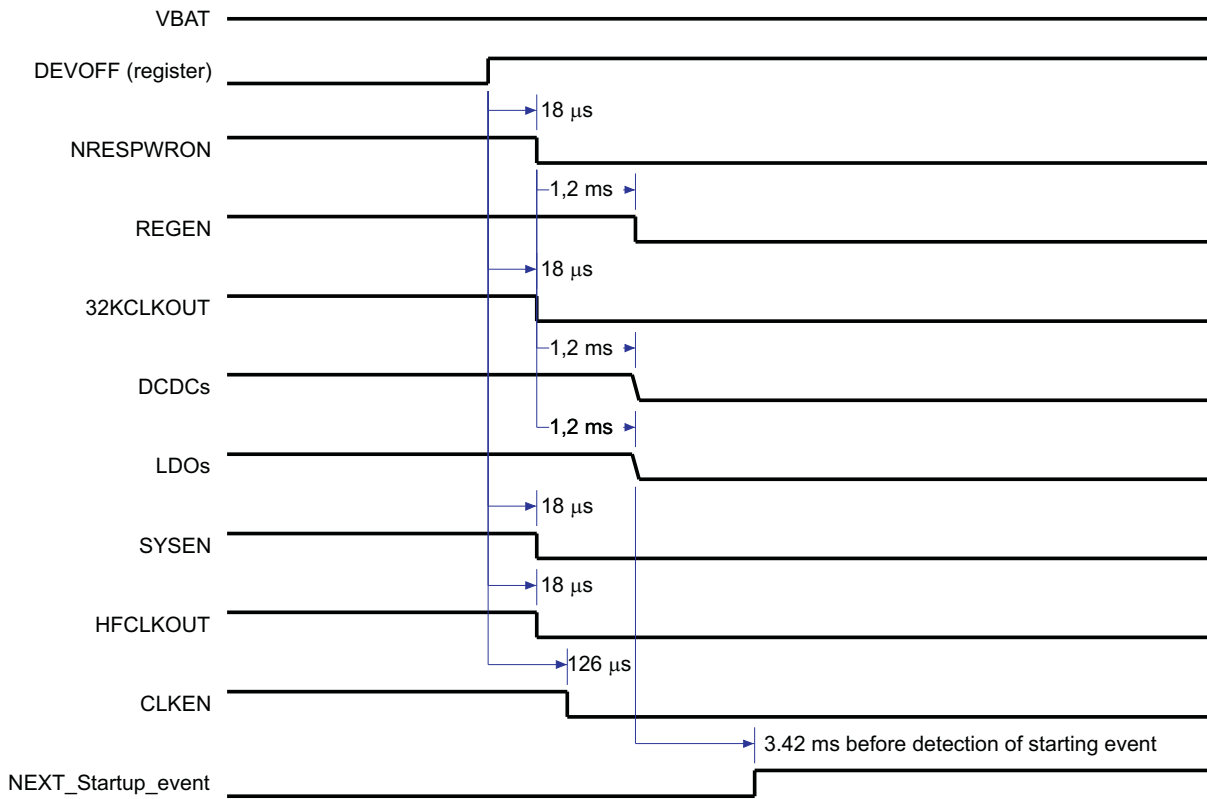 VBAT
DEVOFF (register)
18 μs
NRESPWRON
1,2 ms
REGEN
18 μs
32KCLKOUT
1,2 ms
DCDCs
1,2 ms
LDOs
18 μs
SYSEN
18 μs
HFCLKOUT
126 μs
CLKEN
3.42 ms before detection of starting event
NEXT_Startup_event